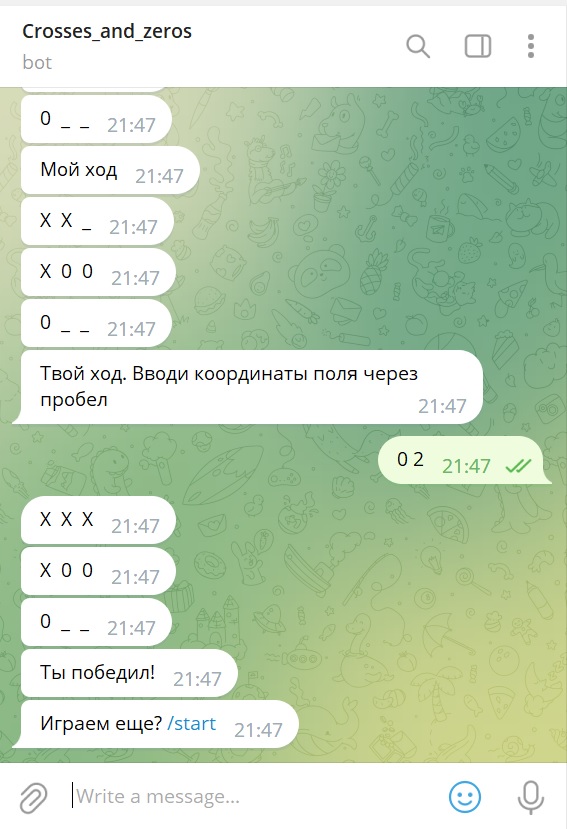 Crosses_and_zeros
bot
0 _ _ 21:47
Мой ход 21:47
X X _ 21:47
X 0 0 21:47
0 _ _ 21:47
Твой ход. Вводи координаты поля через
пробел
21:47
0 2 21:47
X X X 21:47
X 0 0 21:47
0 _ _ 21:47
Ты победил! 21:47
Играем еще? /start 21:47
Write a message...